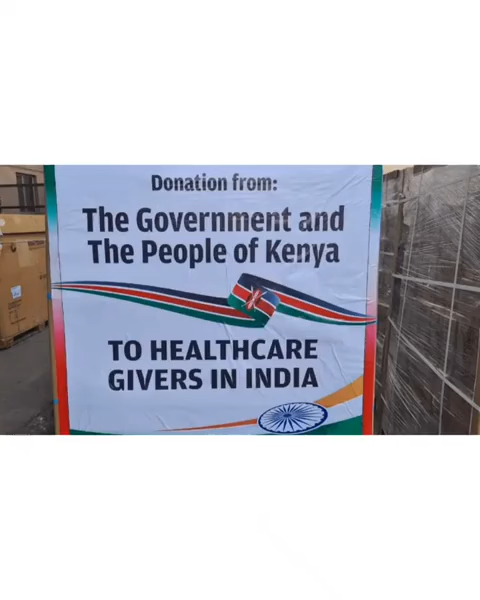 Donation from:
The Government and
The People of Kenya
TO HEALTHCARE
GIVERS IN INDIA